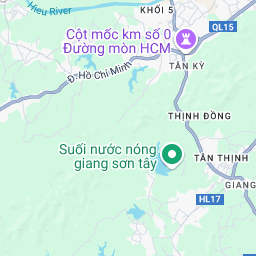 Hieu River
KHỐI 5
Cột mốc km số 0
Đường mòn HCM
QL15
Đ. Hồ Chí Minh
TÂN KỲ
THỊNH ĐỒNG
Suối nước nóng
giang sơn tây
TÂN THỊNH
GIANG
HL17